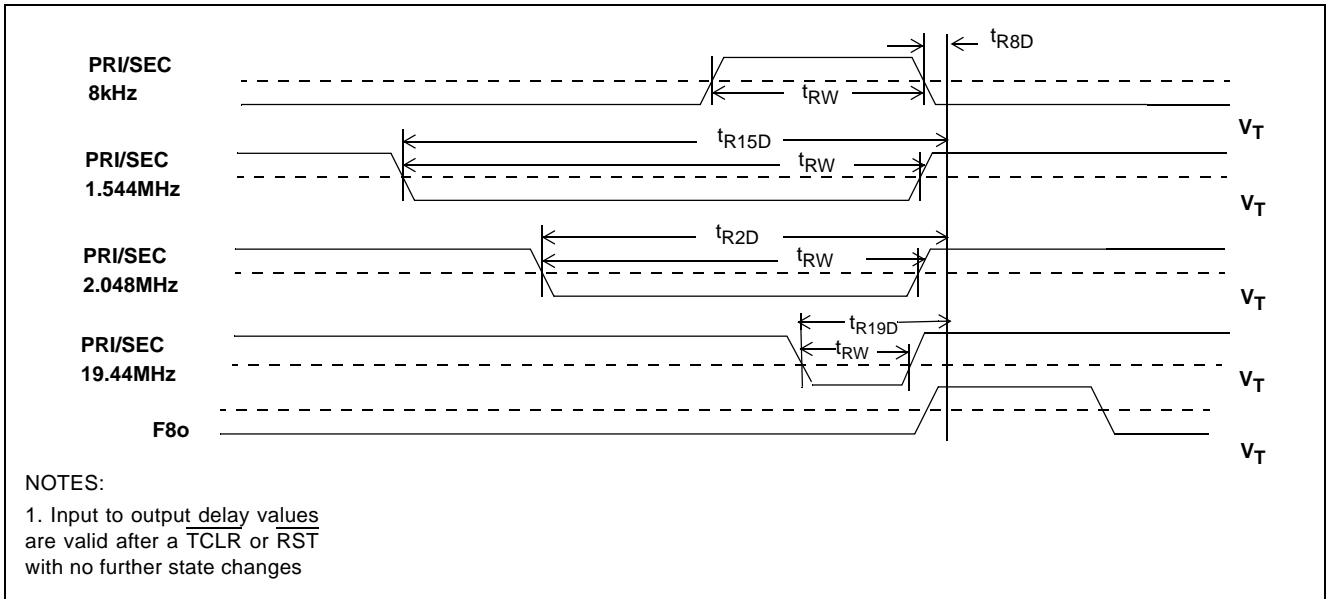 tR8D
PRI/SEC
8kHz
tRW
VT
tR15D
PRI/SEC
1.544MHz
tRW
VT
tR2D
PRI/SEC
2.048MHz
tRW
VT
tR19D
PRI/SEC
19.44MHz
tRW
VT
F8o
VT
NOTES:
1. Input to output delay values
are valid after a TCLR or RST
with no further state changes